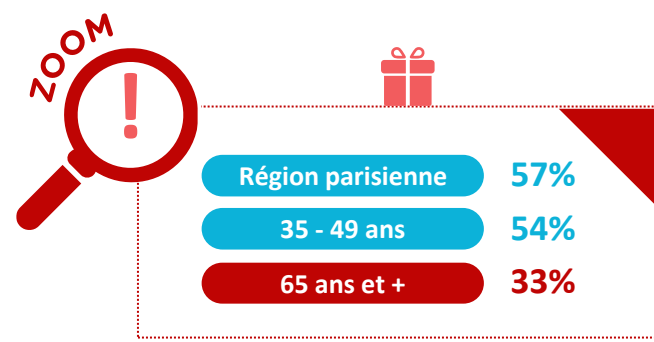 ZOOM
!
Région parisienne 57%
35 - 49 ans 54%
65 ans et + 33%